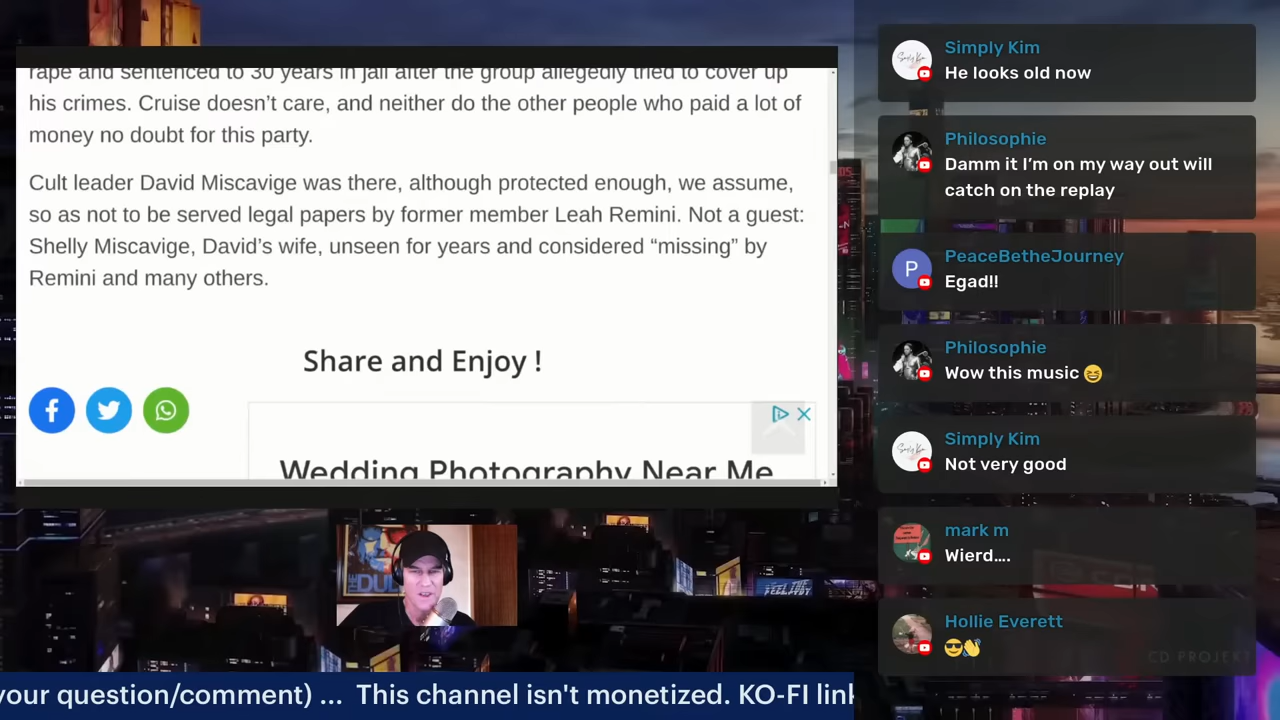 rape and sentenced to 30 years in jail after the group allegedly tried to cover up
his crimes. Cruise doesn’t care, and neither do the other people who paid a lot of
money no doubt for this party.
Cult leader David Miscavige was there, although protected enough, we assume,
so as not to be served legal papers by former member Leah Remini. Not a guest:
Shelly Miscavige, David’s wife, unseen for years and considered “missing” by
Remini and many others.
Share and Enjoy !
Wedding Photography Near Me
your question/comment) ... This channel isn't monetized. KO-FI link
Simply Kim
He looks old now
Philosophie
Damm it I’m on my way out will
catch on the replay
P
PeaceBetheJourney
Egad!!
Philosophie
Wow this music 😆
Simply Kim
Not very good
mark m
Wierd....
Hollie Everett
😎👏
CD PROJEKT